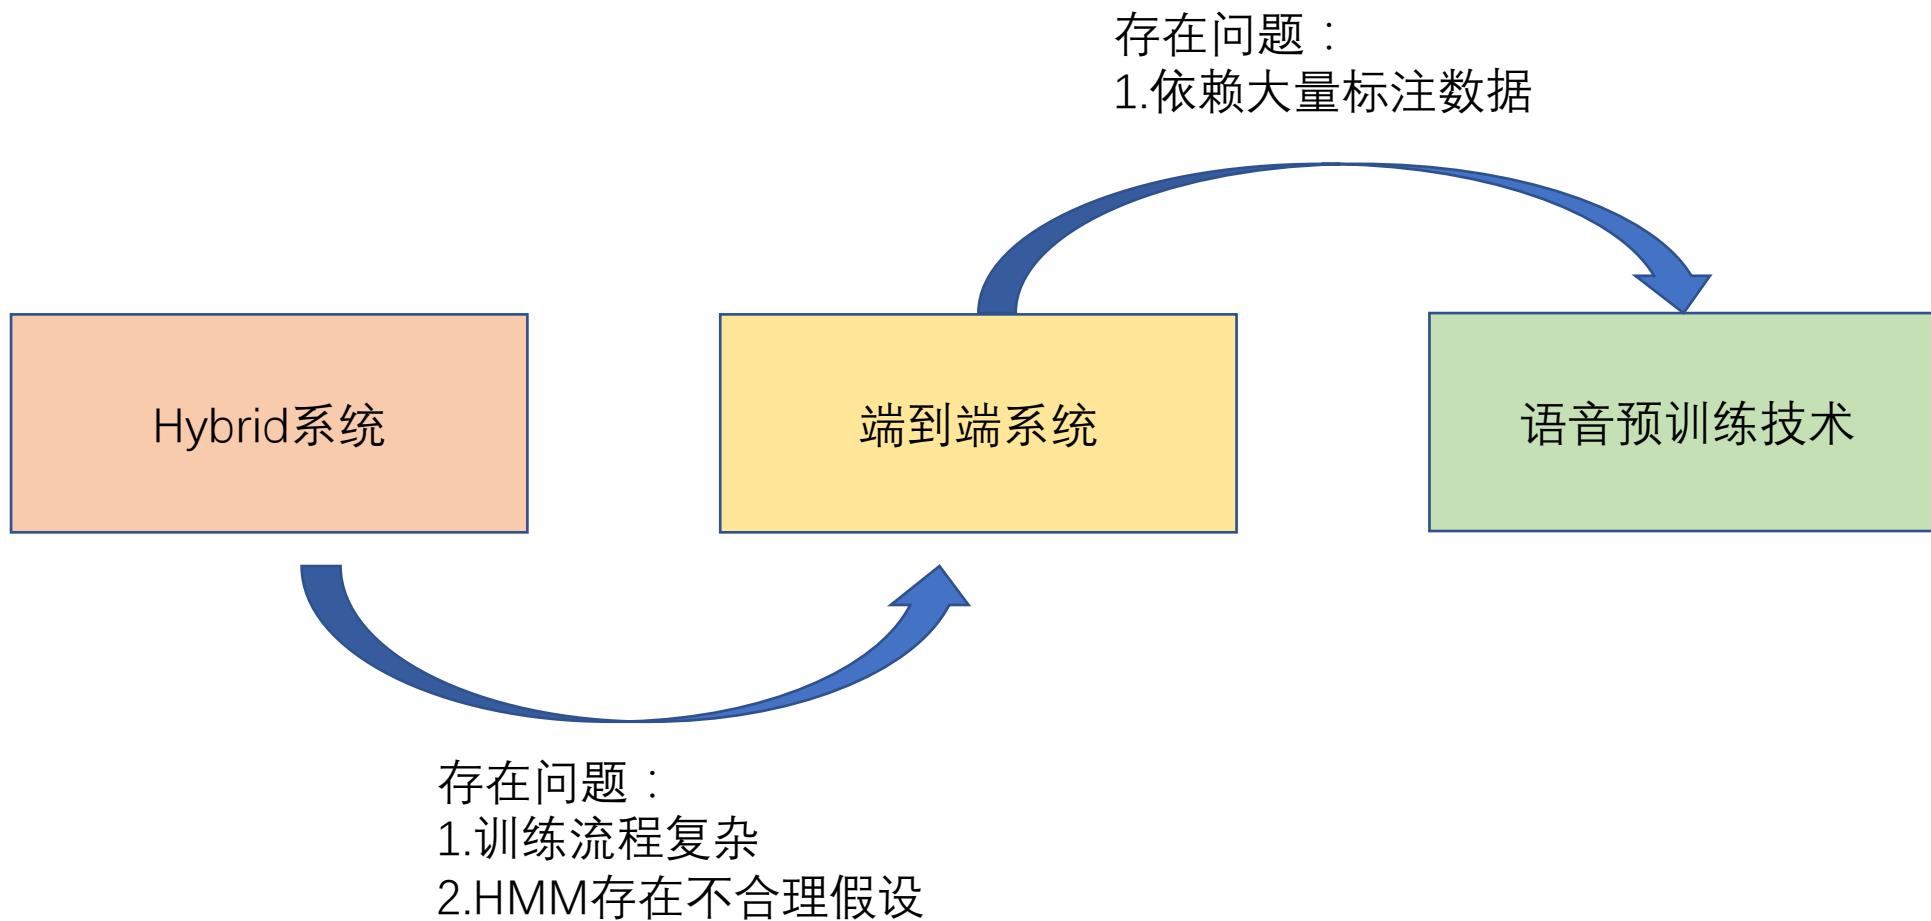 存在问题：
1.依赖大量标注数据
Hybrid系统
端到端系统
语音预训练技术
存在问题：
1.训练流程复杂
2.HMM存在不合理假设